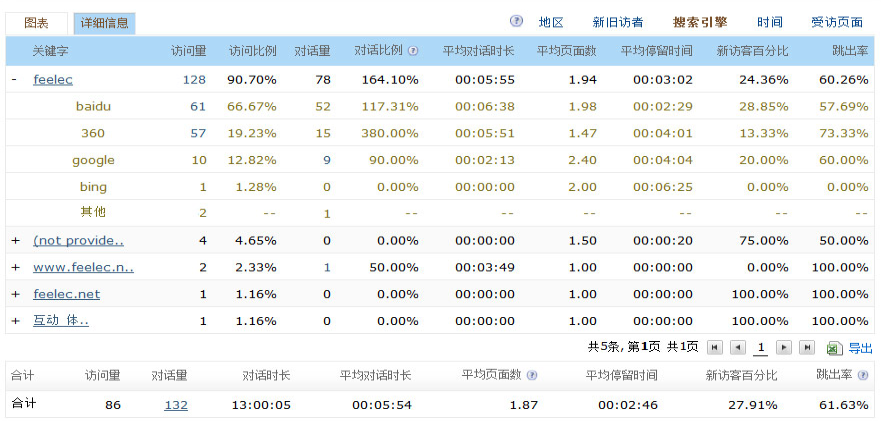 图表 详细信息 地区 新旧访者 搜索引擎 时间 受访页面
关键字 访问量 访问比例 对话量 对话比例 平均对话时长 平均页面数 平均停留时间 新访客百分比 跳出率
- feelec 128 90.70% 78 164.10% 00:05:55 1.94 00:03:02 24.36% 60.26%
baidu 61 66.67% 52 117.31% 00:06:38 1.98 00:02:29 28.85% 57.69%
360 57 19.23% 15 380.00% 00:05:51 1.47 00:04:01 13.33% 73.33%
google 10 12.82% 9 90.00% 00:02:13 2.40 00:04:04 20.00% 60.00%
bing 1 1.28% 0 0.00% 00:00:00 2.00 00:06:25 0.00% 0.00%
其他 2 -- 1 -- -- -- -- -- --
+ (not provide.. 4 4.65% 0 0.00% 00:00:00 1.50 00:00:20 75.00% 50.00%
+ www.feelec.n.. 2 2.33% 1 50.00% 00:03:49 1.00 00:00:00 0.00% 100.00%
+ feelec.net 1 1.16% 0 0.00% 00:00:00 1.00 00:00:00 100.00% 100.00%
+ 互动 体.. 1 1.16% 0 0.00% 00:00:00 1.00 00:00:00 100.00% 100.00%
共5条, 第1页 共1页 1 导出
合计 访问量 对话量 对话时长 平均对话时长 平均页面数 平均停留时间 新访客百分比 跳出率
合计 86 132 13:00:05 00:05:54 1.87 00:02:46 27.91% 61.63%